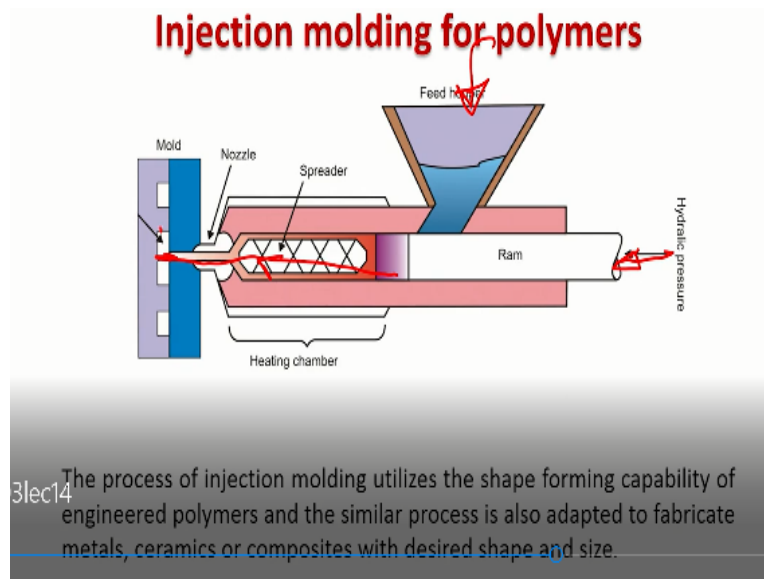 Injection molding for polymers
Feed
Mold
Nozzle
Spreader
Ram
Hydralic pressure
Heating chamber
The process of injection molding utilizes the shape forming capability of
3lec14
engineered polymers and the similar process is also adapted to fabricate
metals, ceramics or composites with desired shape and size.